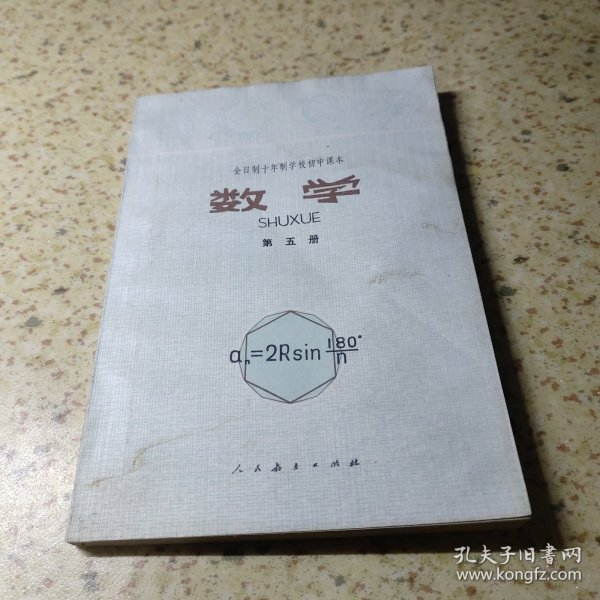 全日制十年制学校初中课本
数学
SHUXUE
第五册
aₙ=2Rsin 180°/n
人民教育出版社
孔夫子旧书网
www.kongfz.com